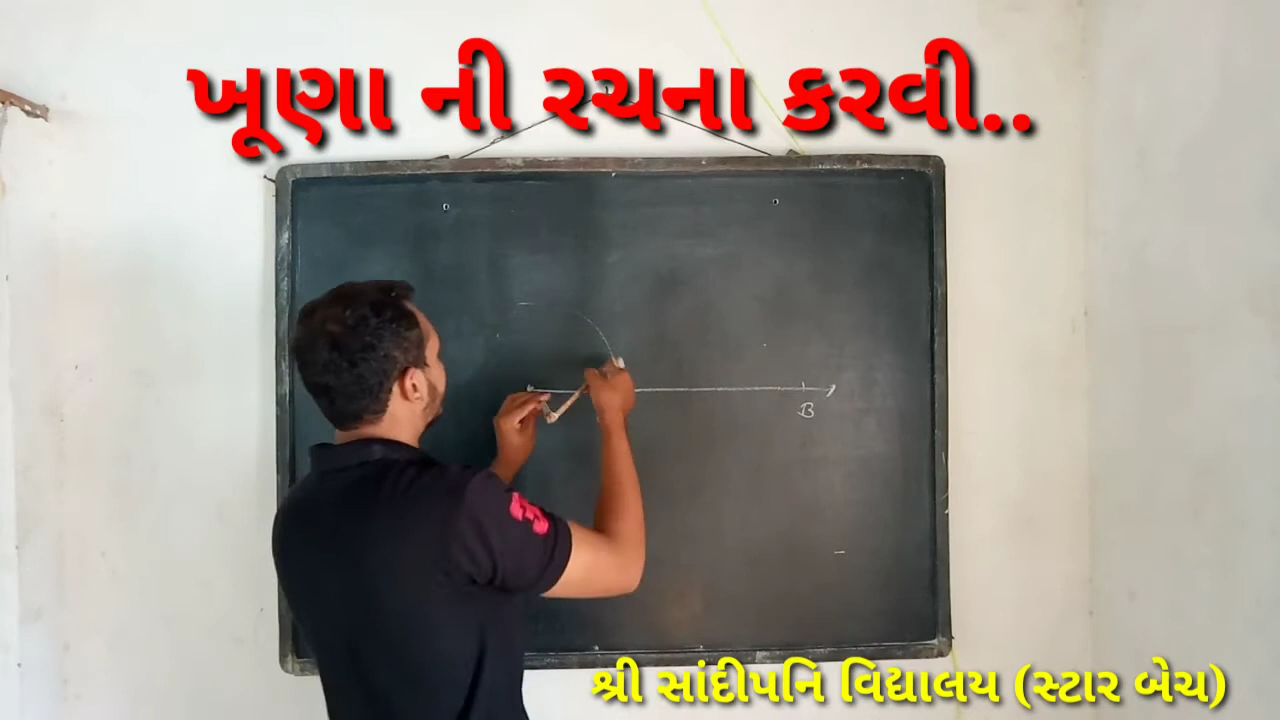 ખૂણા ની રચના કરવી..
B
શ્રી સાંદીપનિ વિદ્યાલય (સ્ટાર બેચ)